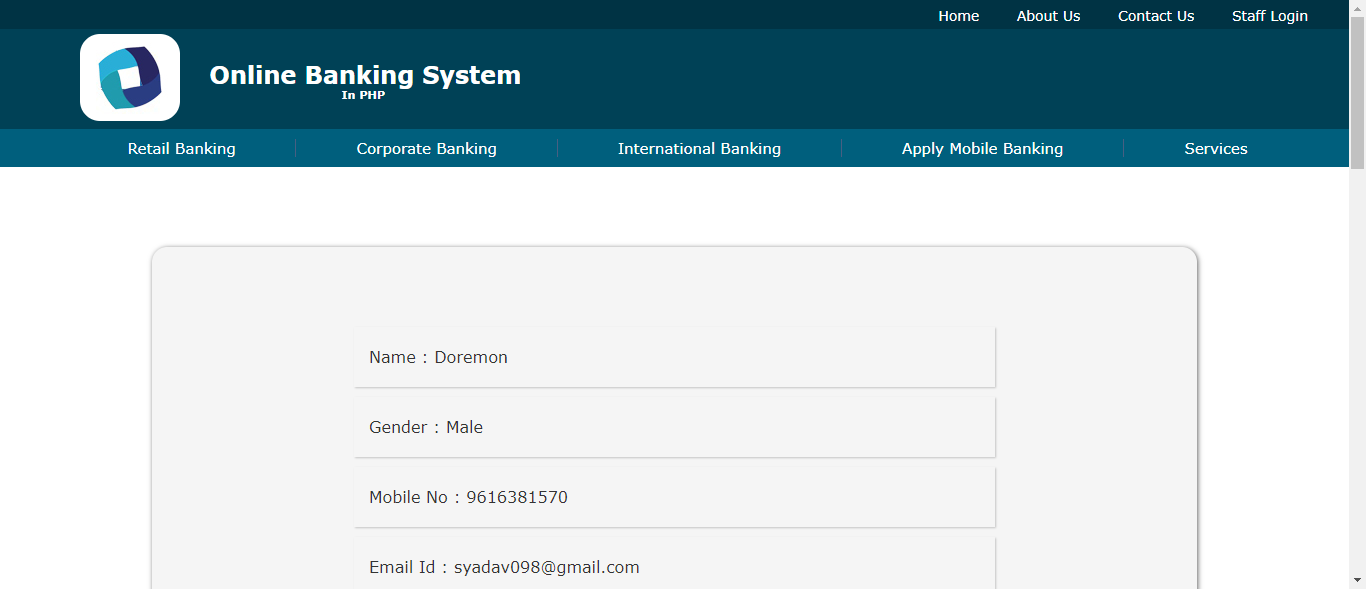 Home About Us Contact Us Staff Login
Online Banking System
In PHP
Retail Banking Corporate Banking International Banking Apply Mobile Banking Services
Name : Doremon
Gender : Male
Mobile No : 9616381570
Email Id : syadav098@gmail.com